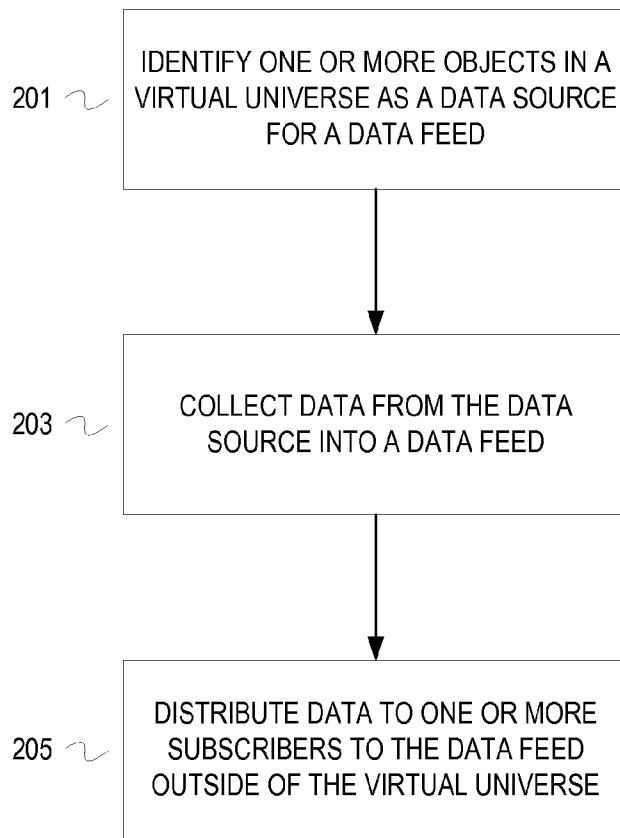 201
IDENTIFY ONE OR MORE OBJECTS IN A
VIRTUAL UNIVERSE AS A DATA SOURCE
FOR A DATA FEED
203
COLLECT DATA FROM THE DATA
SOURCE INTO A DATA FEED
205
DISTRIBUTE DATA TO ONE OR MORE
SUBSCRIBERS TO THE DATA FEED
OUTSIDE OF THE VIRTUAL UNIVERSE